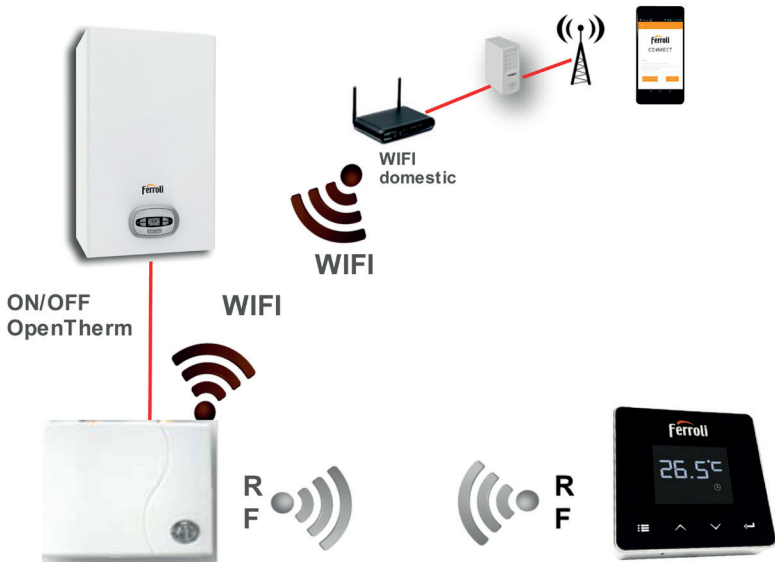 Ferroli
Ferroli
CONNECT
WIFI
domestic
WIFI
ON/OFF
OpenTherm
WIFI
R
F
R
F
Ferroli
26.5°C